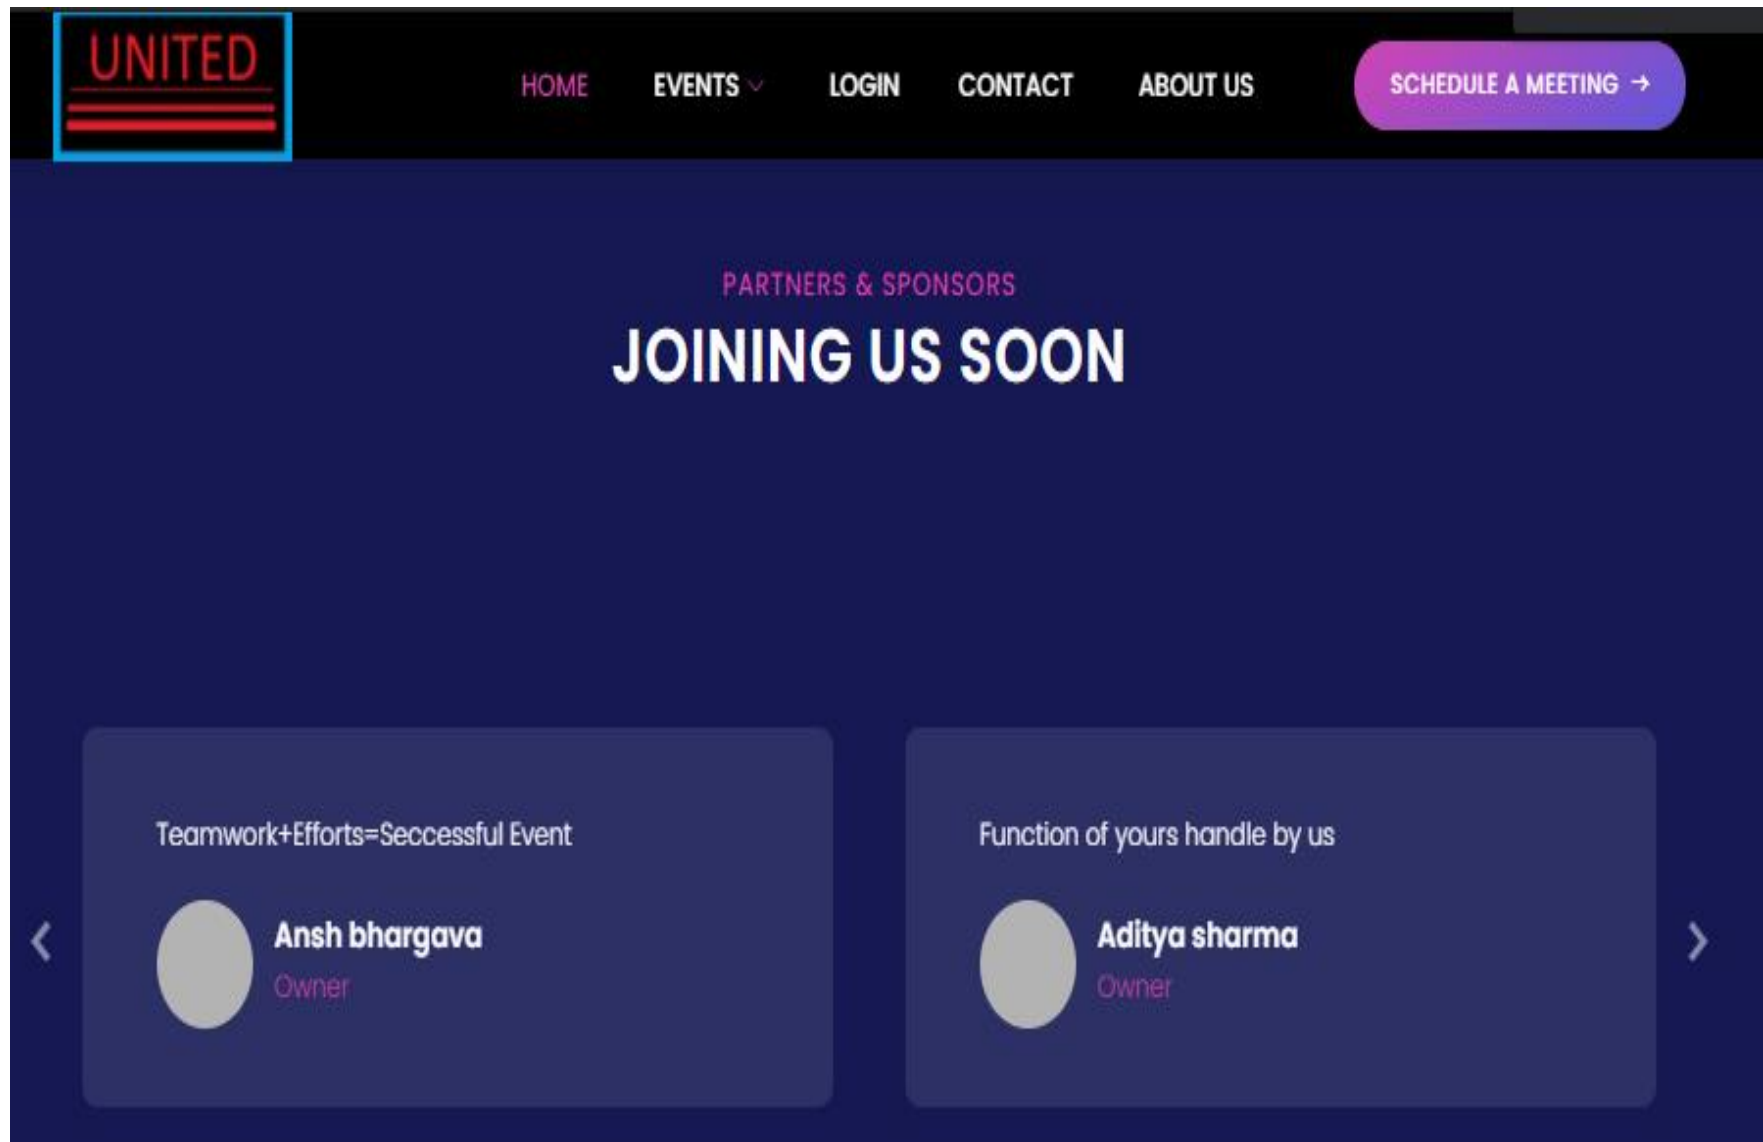 UNITED
HOME EVENTS LOGIN CONTACT ABOUT US SCHEDULE A MEETING →
PARTNERS & SPONSORS
JOINING US SOON
Teamwork+Efforts=Seccessful Event
Ansh bhargava
Owner
Function of yours handle by us
Aditya sharma
Owner